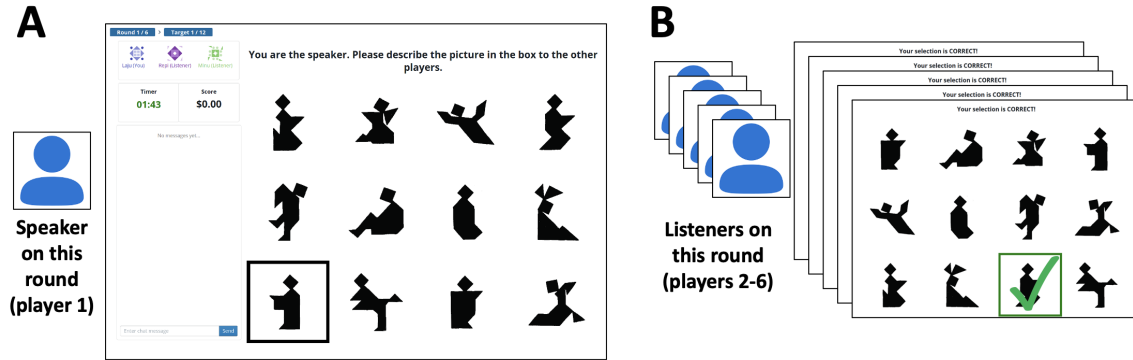 A
Round 1 / 6 > Target 1 / 12
Laju (You) Repi (Listener) Minu (Listener)
Timer Score
01:43 $0.00
No messages yet...
Enter chat message Send
You are the speaker. Please describe the picture in the box to the other
players.
Speaker
on this
round
(player 1)
B
Listeners on
this round
(players 2-6)
Your selection is CORRECT!
Your selection is CORRECT!
Your selection is CORRECT!
Your selection is CORRECT!
Your selection is CORRECT!